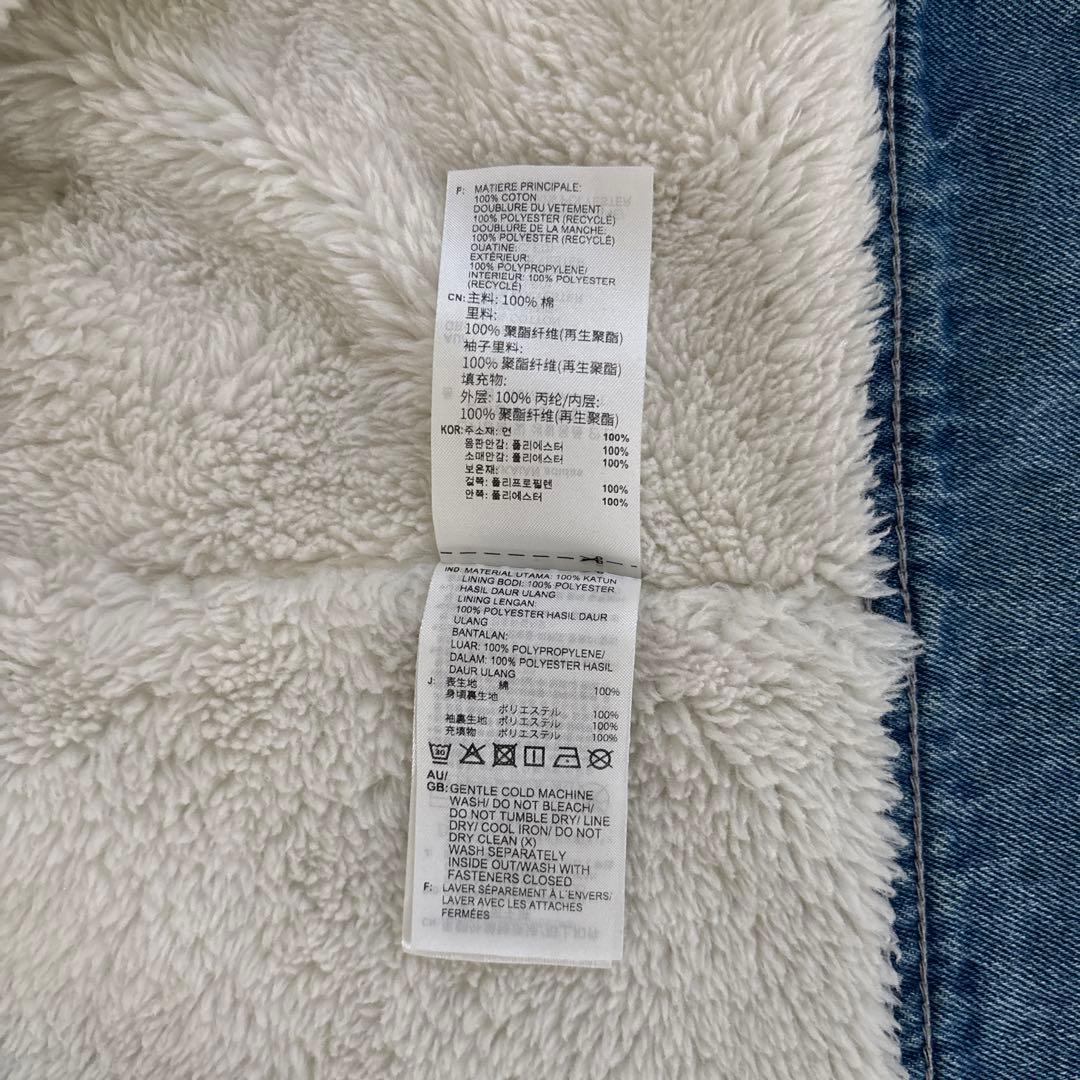 F: MATIERE PRINCIPALE:
100% COTON
DOUBLURE DU VETEMENT:
100% POLYESTER (RECYCLÉ)
DOUBLURE DE LA MANCHE:
100% POLYESTER (RECYCLÉ)
OUATINE:
EXTÉRIEUR:
100% POLYPROPYLENE/
INTERIEUR: 100% POLYESTER
(RECYCLÉ)
CN: 主料: 100% 棉
里料:
100% 聚酯纤维(再生聚酯)
袖子里料:
100% 聚酯纤维(再生聚酯)
填充物:
外层: 100% 丙纶/内层:
100% 聚酯纤维(再生聚酯)
KOR: 주소재: 면 100%
몸판안감: 폴리에스터 100%
소매안감: 폴리에스터 100%
보온재:
겉쪽: 폴리프로필렌 100%
안쪽: 폴리에스터 100%
IND: MATERIAL UTAMA: 100% KATUN
LINING BODI: 100% POLYESTER
HASIL DAUR ULANG
LINING LENGAN:
100% POLYESTER HASIL DAUR
ULANG
BANTALAN:
LUAR: 100% POLYPROPYLENE/
DALAM: 100% POLYESTER HASIL
DAUR ULANG
J: 表生地 綿 100%
身頃裏生地
ポリエステル 100%
袖裏生地 ポリエステル 100%
充填物 ポリエステル 100%
30
AU/
GB: GENTLE COLD MACHINE
WASH/ DO NOT BLEACH/
DO NOT TUMBLE DRY/ LINE
DRY/ COOL IRON/ DO NOT
DRY CLEAN (X)
WASH SEPARATELY
INSIDE OUT/WASH WITH
FASTENERS CLOSED
F: LAVER SÉPAREMENT À L'ENVERS/
LAVER AVEC LES ATTACHES
FERMÉES